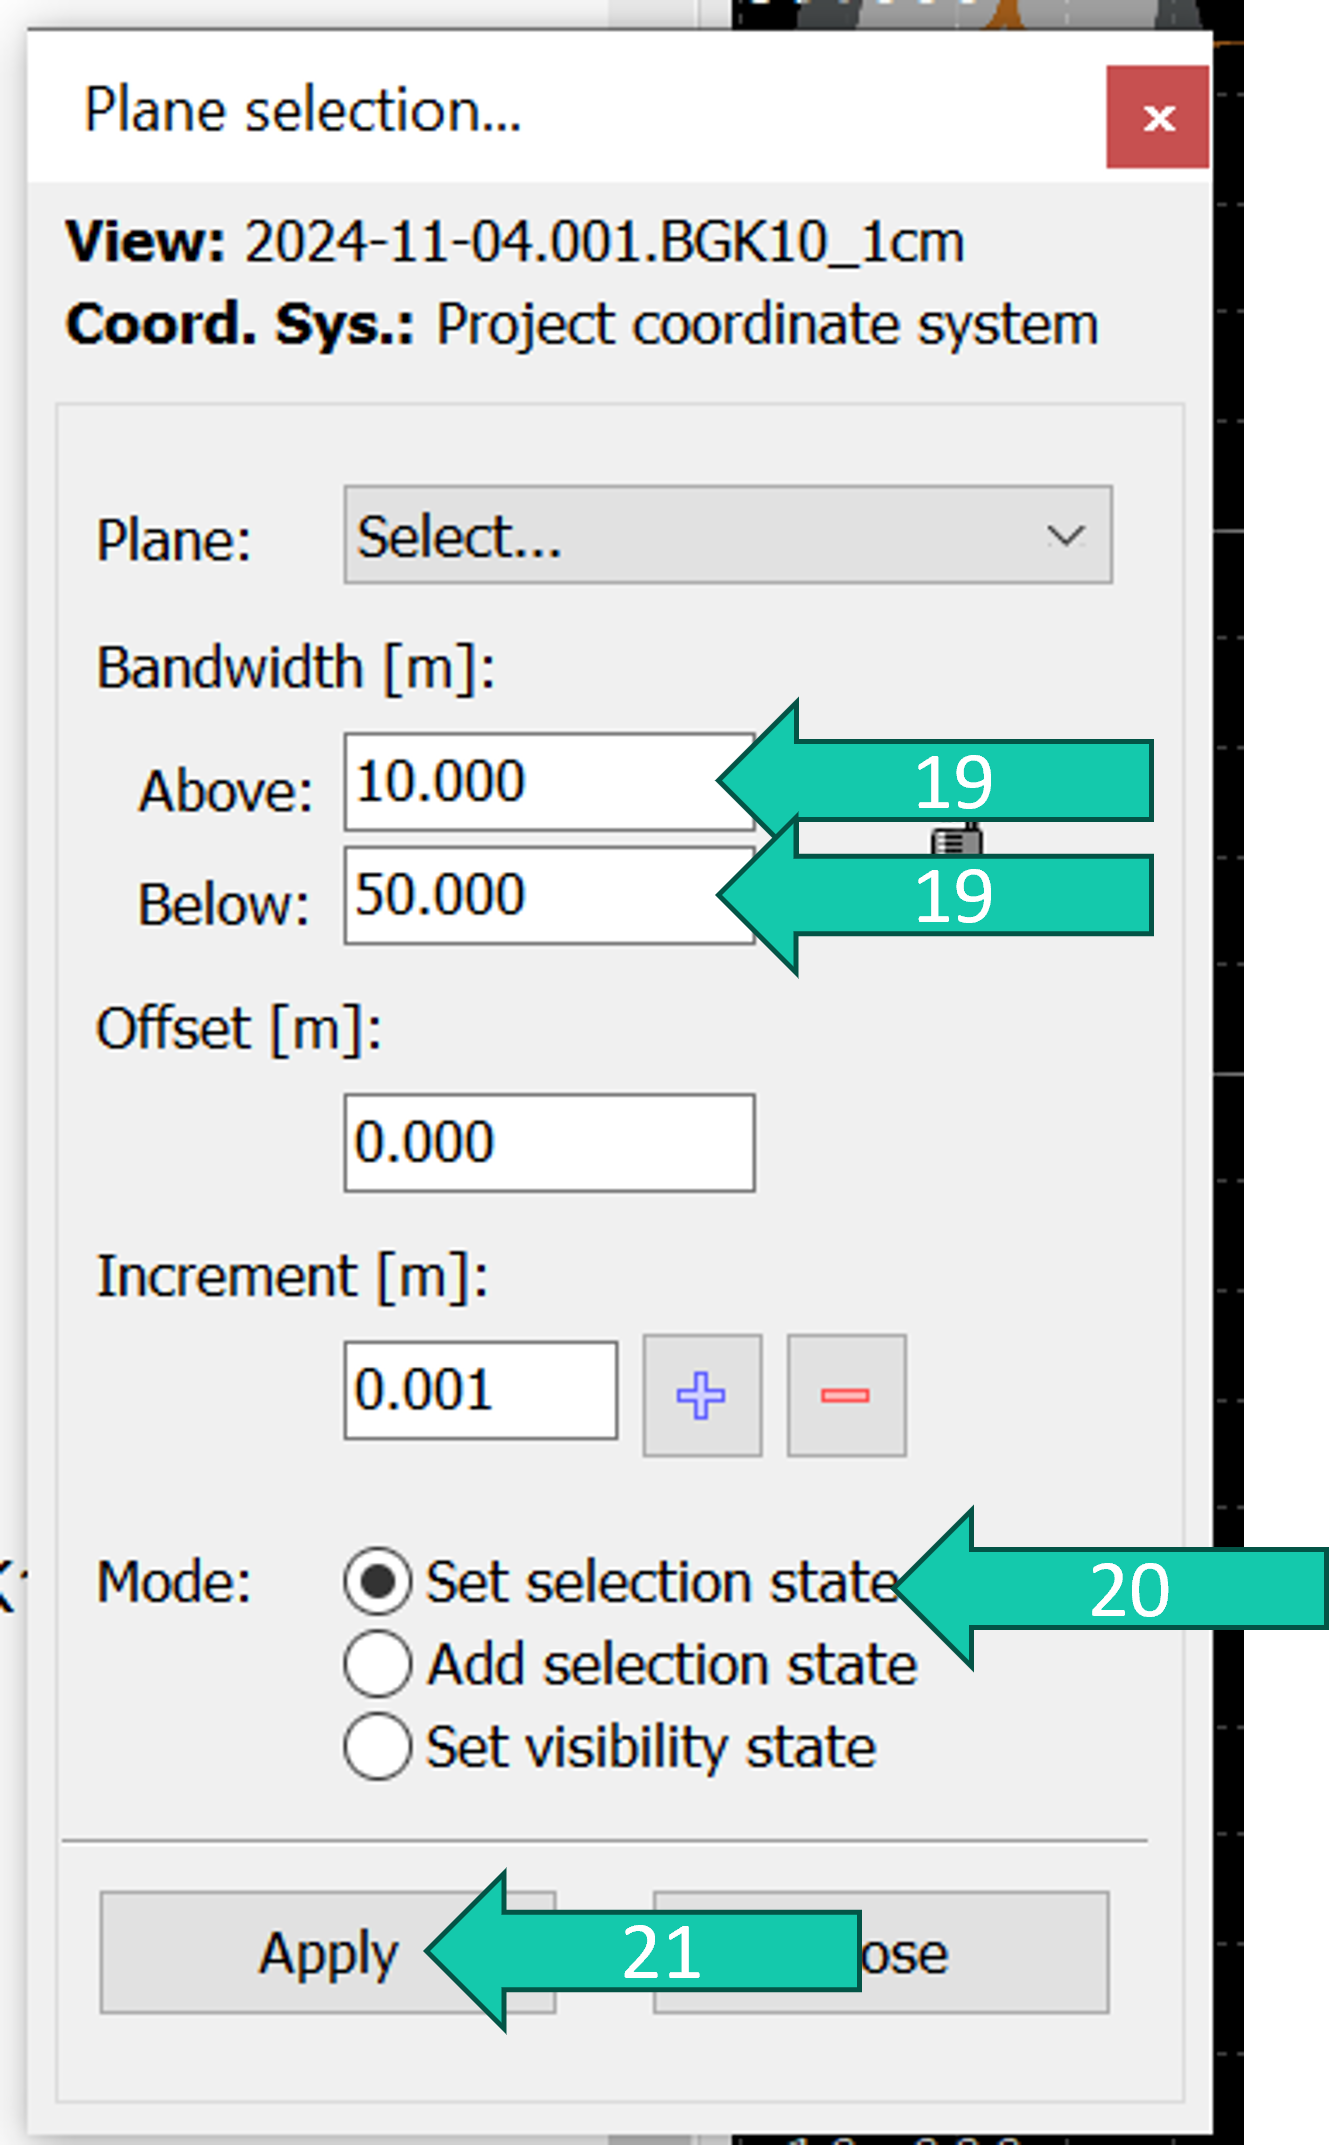 Plane selection...
x
View: 2024-11-04.001.BGK10_1cm
Coord. Sys.: Project coordinate system
Plane: Select...
Bandwidth [m]:
Above: 10.000 19
Below: 50.000 19
Offset [m]:
0.000
Increment [m]:
0.001
Mode: Set selection state 20
Add selection state
Set visibility state
Apply 21 ose